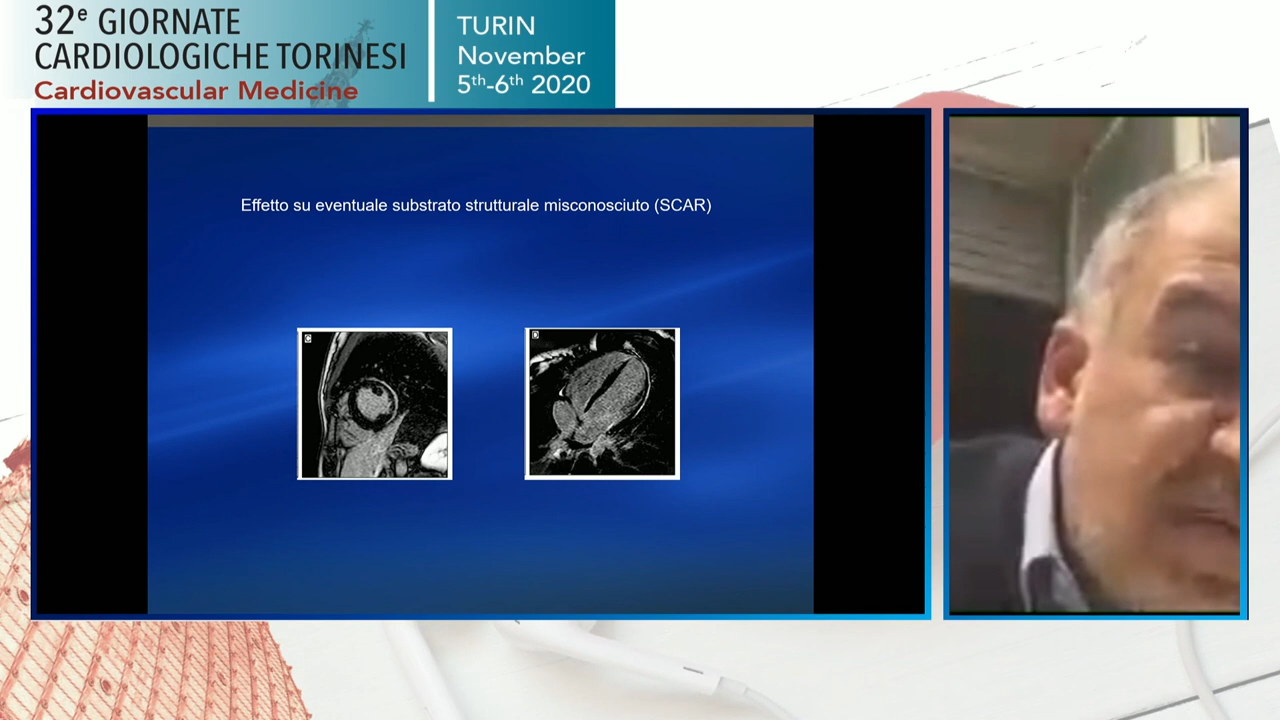 32e GIORNATE
CARDIOLOGICHE TORINESI
Cardiovascular Medicine
TURIN
November
5th-6th 2020
Effetto su eventuale substrato strutturale misconosciuto (SCAR)
C
D